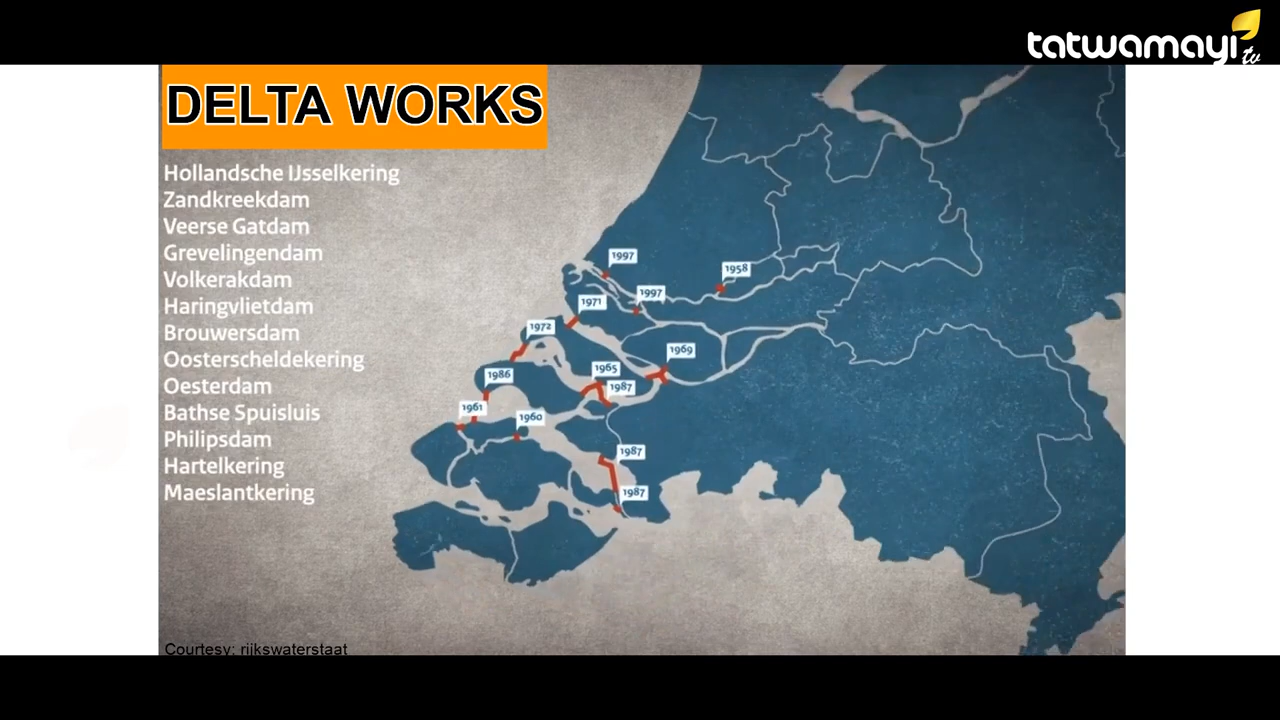 tatwamayi
tv
DELTA WORKS
Hollandsche IJsselkering
Zandkreekdam
Veerse Gatdam
Grevelingendam
Volkerakdam
Haringvlietdam
Brouwersdam
Oosterscheldekering
Oesterdam
Bathse Spuisluis
Philipsdam
Hartelkering
Maeslantkering
1997
1958
1997
1971
1972
1969
1965
1986
1987
1961
1960
1987
1987
Courtesy: rijkswaterstaat